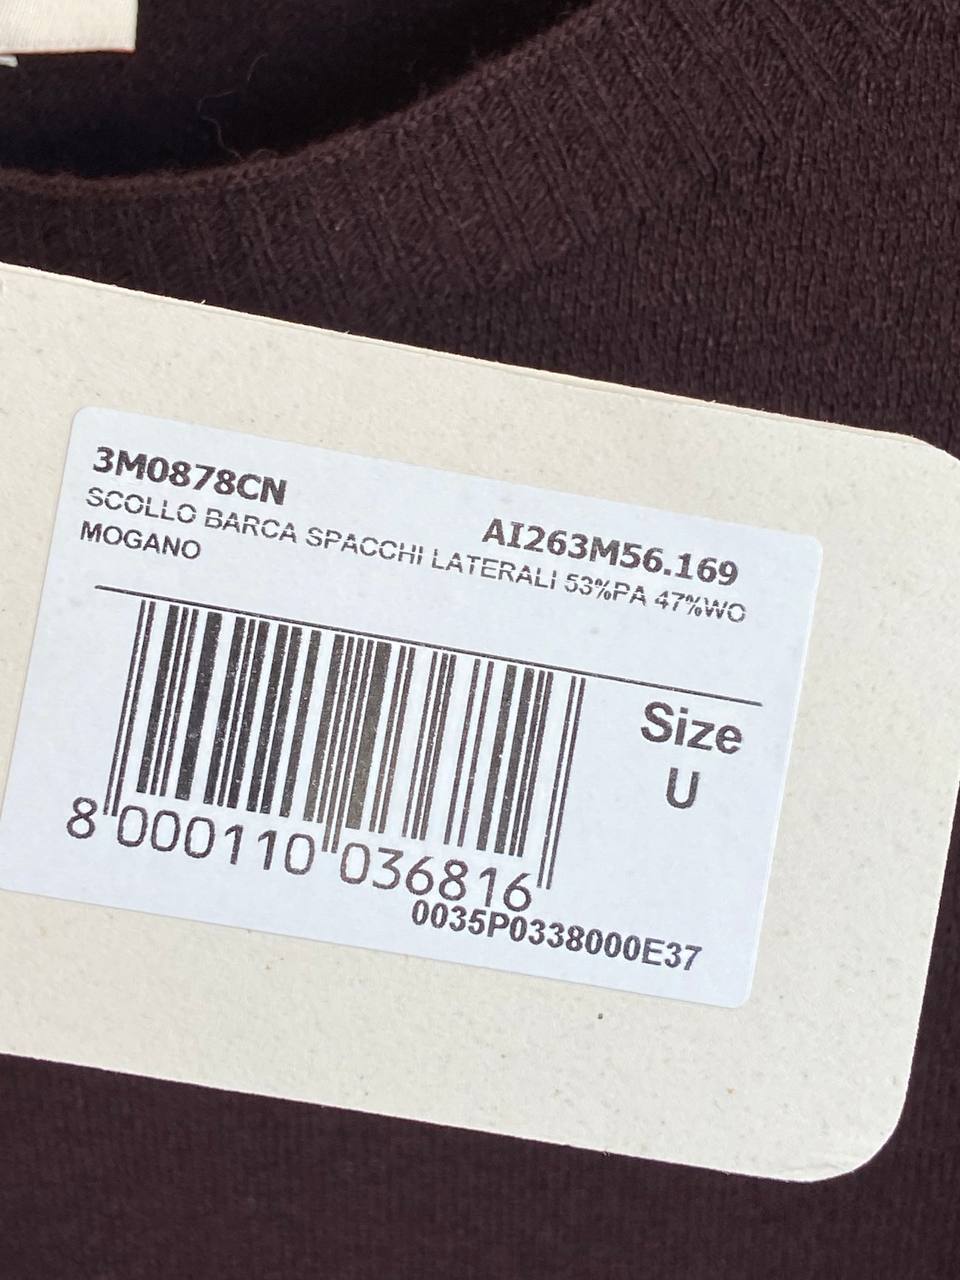 3M0878CN
AI263M56.169
SCOLLO BARCA SPACCHI LATERALI 53%PA 47%WO
MOGANO
Size
U
8 000110 036816
0035P0338000E37